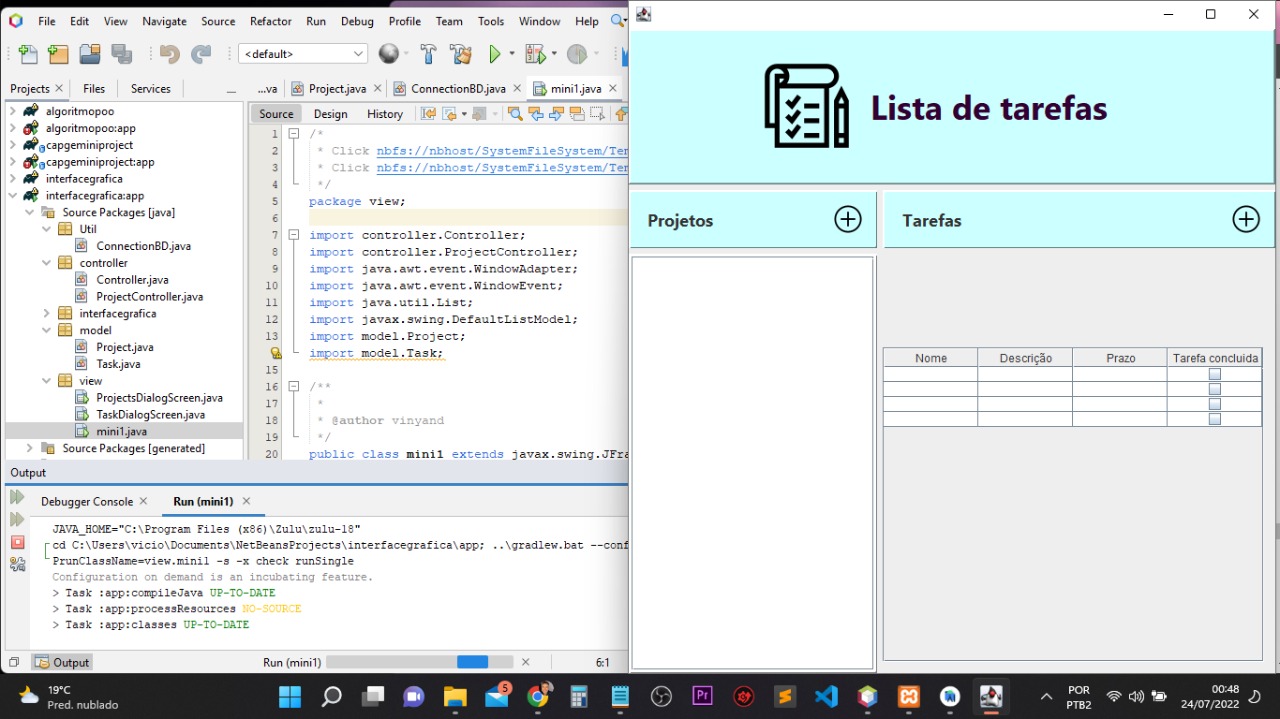 File Edit View Navigate Source Refactor Run Debug Profile Team Tools Window Help
<default>
Projects Files Services
...va Project.java ConnectionBD.java mini1.java
Source Design History
algoritmopoo
algoritmopoo:app
capgeminiproject
capgeminiproject:app
interfacegrafica
interfacegrafica:app
Source Packages [java]
Util
ConnectionBD.java
controller
Controller.java
ProjectController.java
interfacegrafica
model
Project.java
Task.java
view
ProjectsDialogScreen.java
TaskDialogScreen.java
mini1.java
Source Packages [generated]
1 /*
2 * Click nbfs://nbhost/SystemFileSystem/Tem
3 * Click nbfs://nbhost/SystemFileSystem/Tem
4 */
5 package view;
6
7 import controller.Controller;
8 import controller.ProjectController;
9 import java.awt.event.WindowAdapter;
10 import java.awt.event.WindowEvent;
11 import java.util.List;
12 import javax.swing.DefaultListModel;
13 import model.Project;
import model.Task;
15
16 /**
17 *
18 * @author vinyand
19 */
20 public class mini1 extends javax.swing.JFra
Output
Debugger Console Run (mini1)
JAVA_HOME="C:\Program Files (x86)\Zulu\zulu-18"
cd C:\Users\vicio\Documents\NetBeansProjects\interfacegrafica\app; ..\gradlew.bat --conf
PrunClassName=view.mini1 -s -x check runSingle
Configuration on demand is an incubating feature.
> Task :app:compileJava UP-TO-DATE
> Task :app:processResources NO-SOURCE
> Task :app:classes UP-TO-DATE
Output Run (mini1) 6:1
Lista de tarefas
Projetos Tarefas
Nome Descrição Prazo Tarefa concluida
19°C
Pred. nublado
5
Pr
POR
PTB2
00:48
24/07/2022